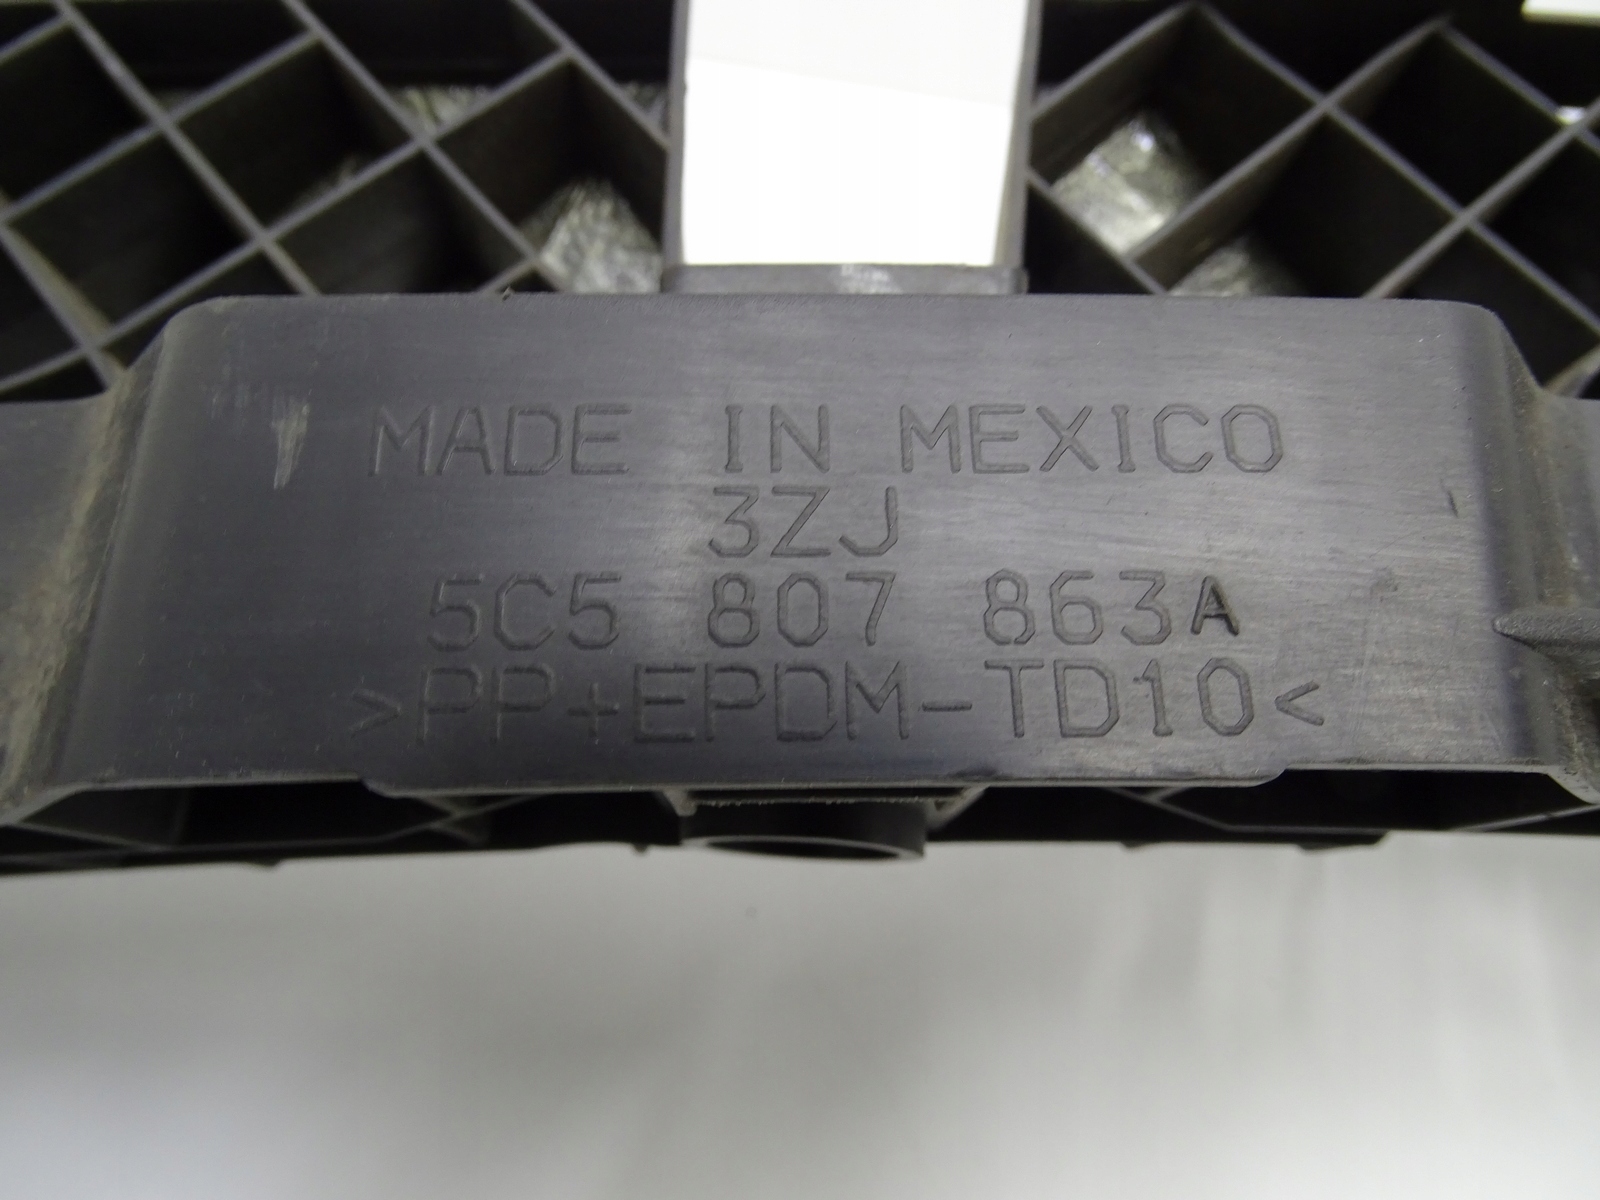 MADE IN MEXICO
3ZJ
5C5 807 863A
>PP+EPDM-TD10<